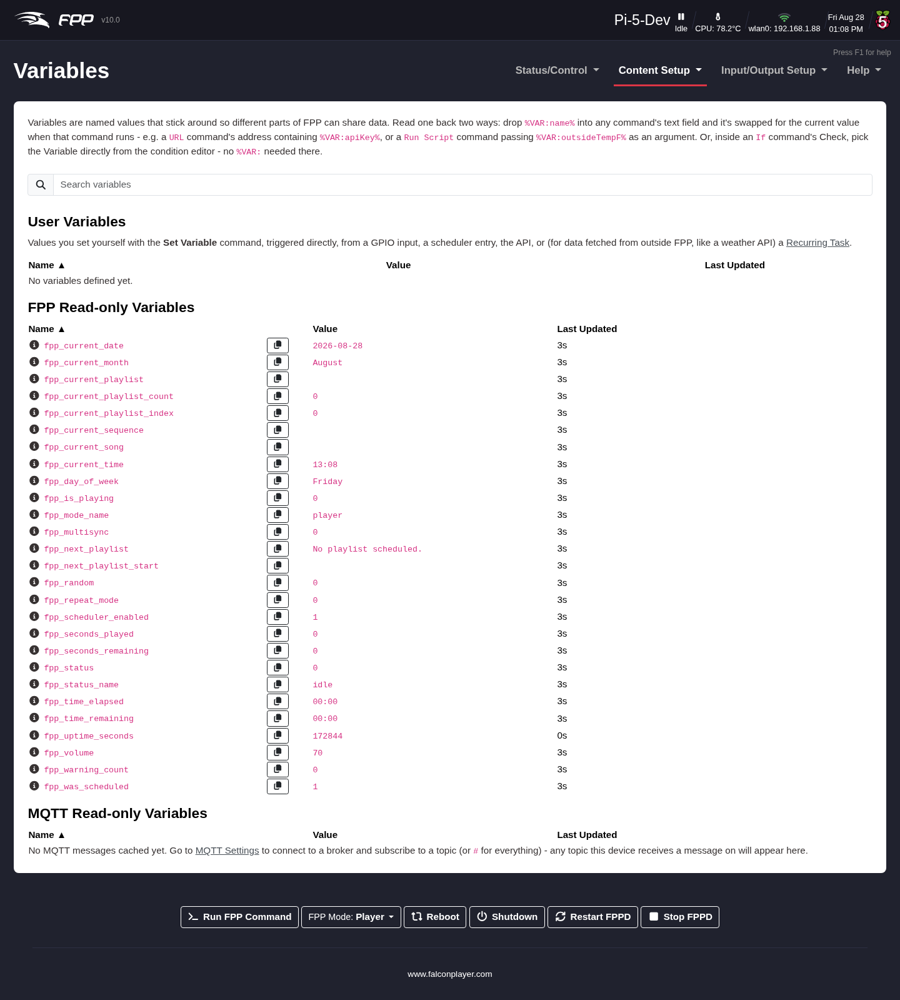 FPP v10.0
Pi-5-Dev
Idle
CPU: 78.2°C
wlan0: 192.168.1.88
Fri Aug 28
01:08 PM
5
Press F1 for help
Variables
Status/Control
Content Setup
Input/Output Setup
Help
Variables are named values that stick around so different parts of FPP can share data. Read one back two ways: drop %VAR:name% into any command's text field and it's swapped for the current value
when that command runs - e.g. a URL command's address containing %VAR:apiKey%, or a Run Script command passing %VAR:outsideTempF% as an argument. Or, inside an If command's Check, pick
the Variable directly from the condition editor - no %VAR: needed there.
Search variables
User Variables
Values you set yourself with the Set Variable command, triggered directly, from a GPIO input, a scheduler entry, the API, or (for data fetched from outside FPP, like a weather API) a Recurring Task.
Name ▲ Value Last Updated
No variables defined yet.
FPP Read-only Variables
Name ▲ Value Last Updated
fpp_current_date 2026-08-28 3s
fpp_current_month August 3s
fpp_current_playlist 3s
fpp_current_playlist_count 0 3s
fpp_current_playlist_index 0 3s
fpp_current_sequence 3s
fpp_current_song 3s
fpp_current_time 13:08 3s
fpp_day_of_week Friday 3s
fpp_is_playing 0 3s
fpp_mode_name player 3s
fpp_multisync 0 3s
fpp_next_playlist No playlist scheduled. 3s
fpp_next_playlist_start 3s
fpp_random 0 3s
fpp_repeat_mode 0 3s
fpp_scheduler_enabled 1 3s
fpp_seconds_played 0 3s
fpp_seconds_remaining 0 3s
fpp_status 0 3s
fpp_status_name idle 3s
fpp_time_elapsed 00:00 3s
fpp_time_remaining 00:00 3s
fpp_uptime_seconds 172844 0s
fpp_volume 70 3s
fpp_warning_count 0 3s
fpp_was_scheduled 1 3s
MQTT Read-only Variables
Name ▲ Value Last Updated
No MQTT messages cached yet. Go to MQTT Settings to connect to a broker and subscribe to a topic (or # for everything) - any topic this device receives a message on will appear here.
Run FPP Command
FPP Mode: Player
Reboot
Shutdown
Restart FPPD
Stop FPPD
www.falconplayer.com